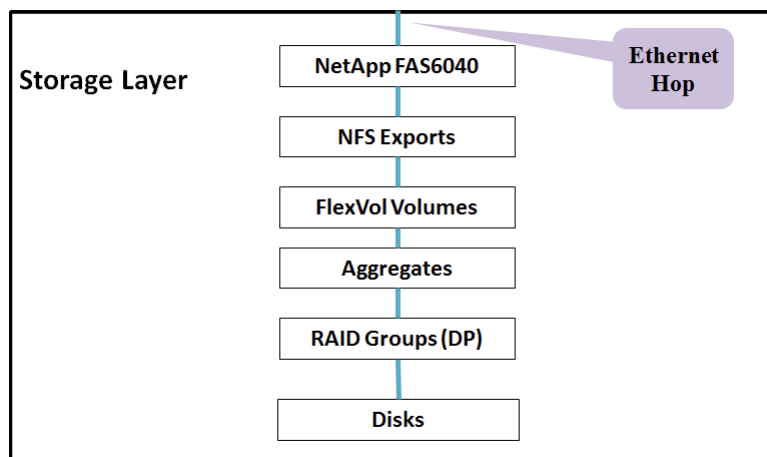 Storage Layer
NetApp FAS6040
Ethernet
Hop
NFS Exports
FlexVol Volumes
Aggregates
RAID Groups (DP)
Disks